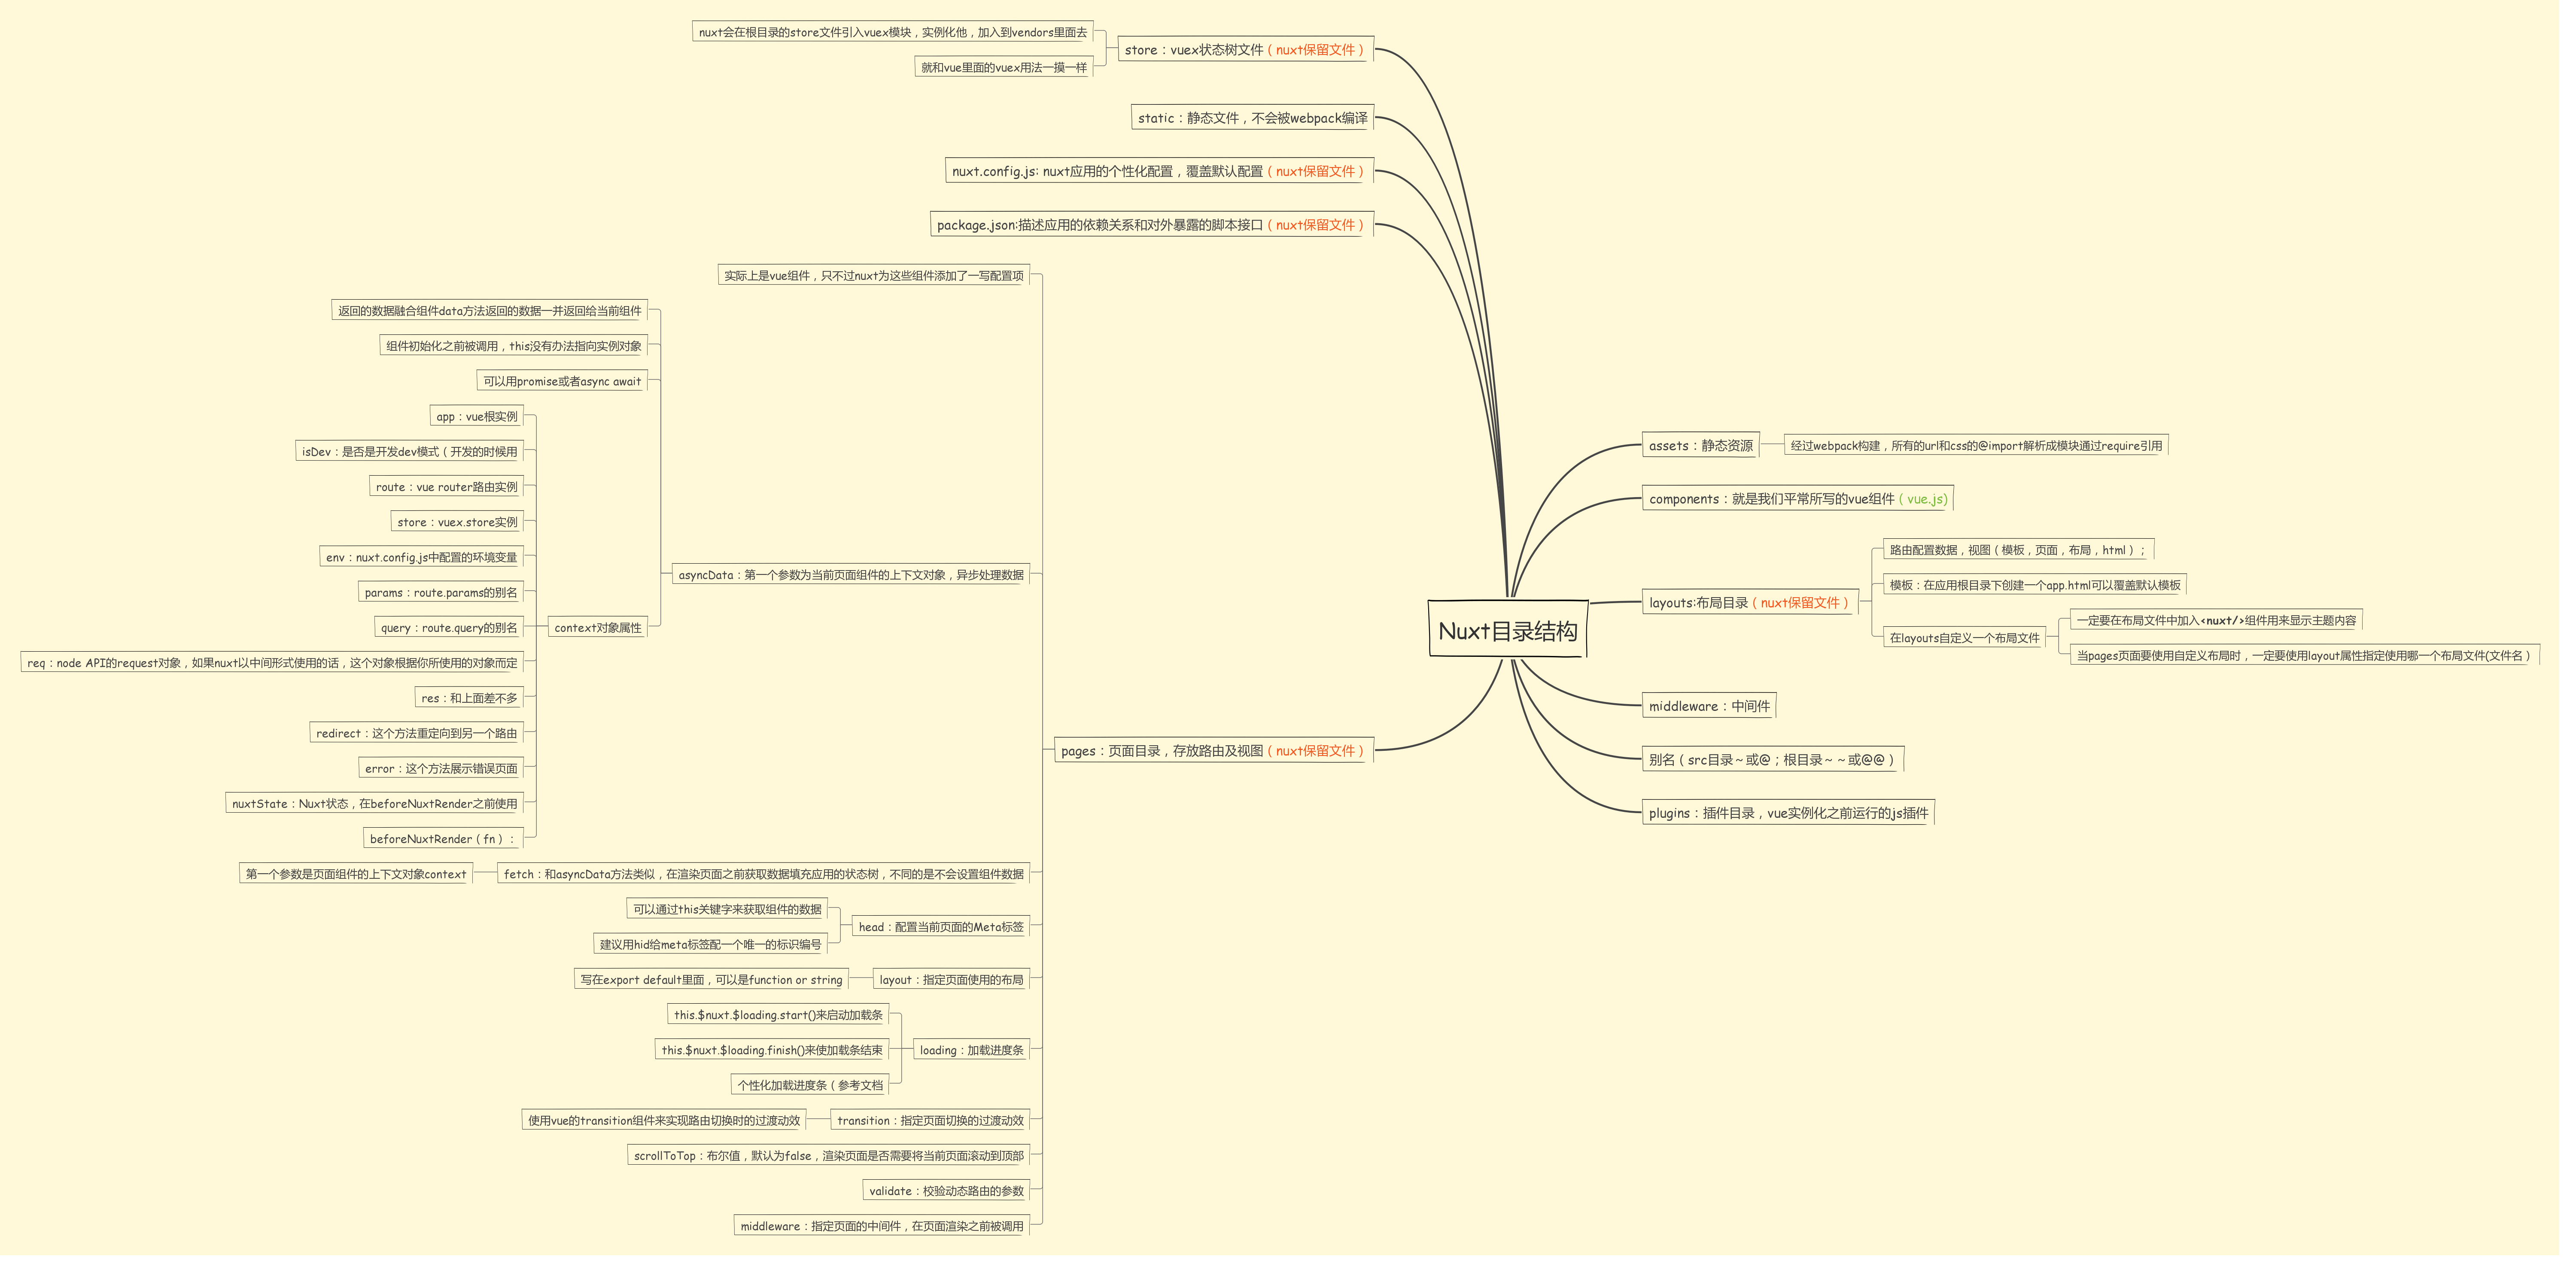 Nuxt目录结构
assets：静态资源
经过webpack构建，所有的url和css的@import解析成模块通过require引用
components：就是我们平常所写的vue组件（vue.js)
layouts:布局目录（nuxt保留文件）
路由配置数据，视图（模板，页面，布局，html）；
模板：在应用根目录下创建一个app.html可以覆盖默认模板
在layouts自定义一个布局文件
一定要在布局文件中加入<nuxt/>组件用来显示主题内容
当pages页面要使用自定义布局时，一定要使用layout属性指定使用哪一个布局文件(文件名）
middleware：中间件
别名（src目录～或@；根目录～～或@@）
plugins：插件目录，vue实例化之前运行的js插件
store：vuex状态树文件（nuxt保留文件）
nuxt会在根目录的store文件引入vuex模块，实例化他，加入到vendors里面去
就和vue里面的vuex用法一摸一样
static：静态文件，不会被webpack编译
nuxt.config.js: nuxt应用的个性化配置，覆盖默认配置（nuxt保留文件）
package.json:描述应用的依赖关系和对外暴露的脚本接口（nuxt保留文件）
pages：页面目录，存放路由及视图（nuxt保留文件）
实际上是vue组件，只不过nuxt为这些组件添加了一写配置项
asyncData：第一个参数为当前页面组件的上下文对象，异步处理数据
返回的数据融合组件data方法返回的数据一并返回给当前组件
组件初始化之前被调用，this没有办法指向实例对象
可以用promise或者async await
context对象属性
app：vue根实例
isDev：是否是开发dev模式（开发的时候用
route：vue router路由实例
store：vuex.store实例
env：nuxt.config.js中配置的环境变量
params：route.params的别名
query：route.query的别名
req：node API的request对象，如果nuxt以中间形式使用的话，这个对象根据你所使用的对象而定
res：和上面差不多
redirect：这个方法重定向到另一个路由
error：这个方法展示错误页面
nuxtState：Nuxt状态，在beforeNuxtRender之前使用
beforeNuxtRender（fn）：
fetch：和asyncData方法类似，在渲染页面之前获取数据填充应用的状态树，不同的是不会设置组件数据
第一个参数是页面组件的上下文对象context
head：配置当前页面的Meta标签
可以通过this关键字来获取组件的数据
建议用hid给meta标签配一个唯一的标识编号
layout：指定页面使用的布局
写在export default里面，可以是function or string
loading：加载进度条
this.$nuxt.$loading.start()来启动加载条
this.$nuxt.$loading.finish()来使加载条结束
个性化加载进度条（参考文档
transition：指定页面切换的过渡动效
使用vue的transition组件来实现路由切换时的过渡动效
scrollToTop：布尔值，默认为false，渲染页面是否需要将当前页面滚动到顶部
validate：校验动态路由的参数
middleware：指定页面的中间件，在页面渲染之前被调用